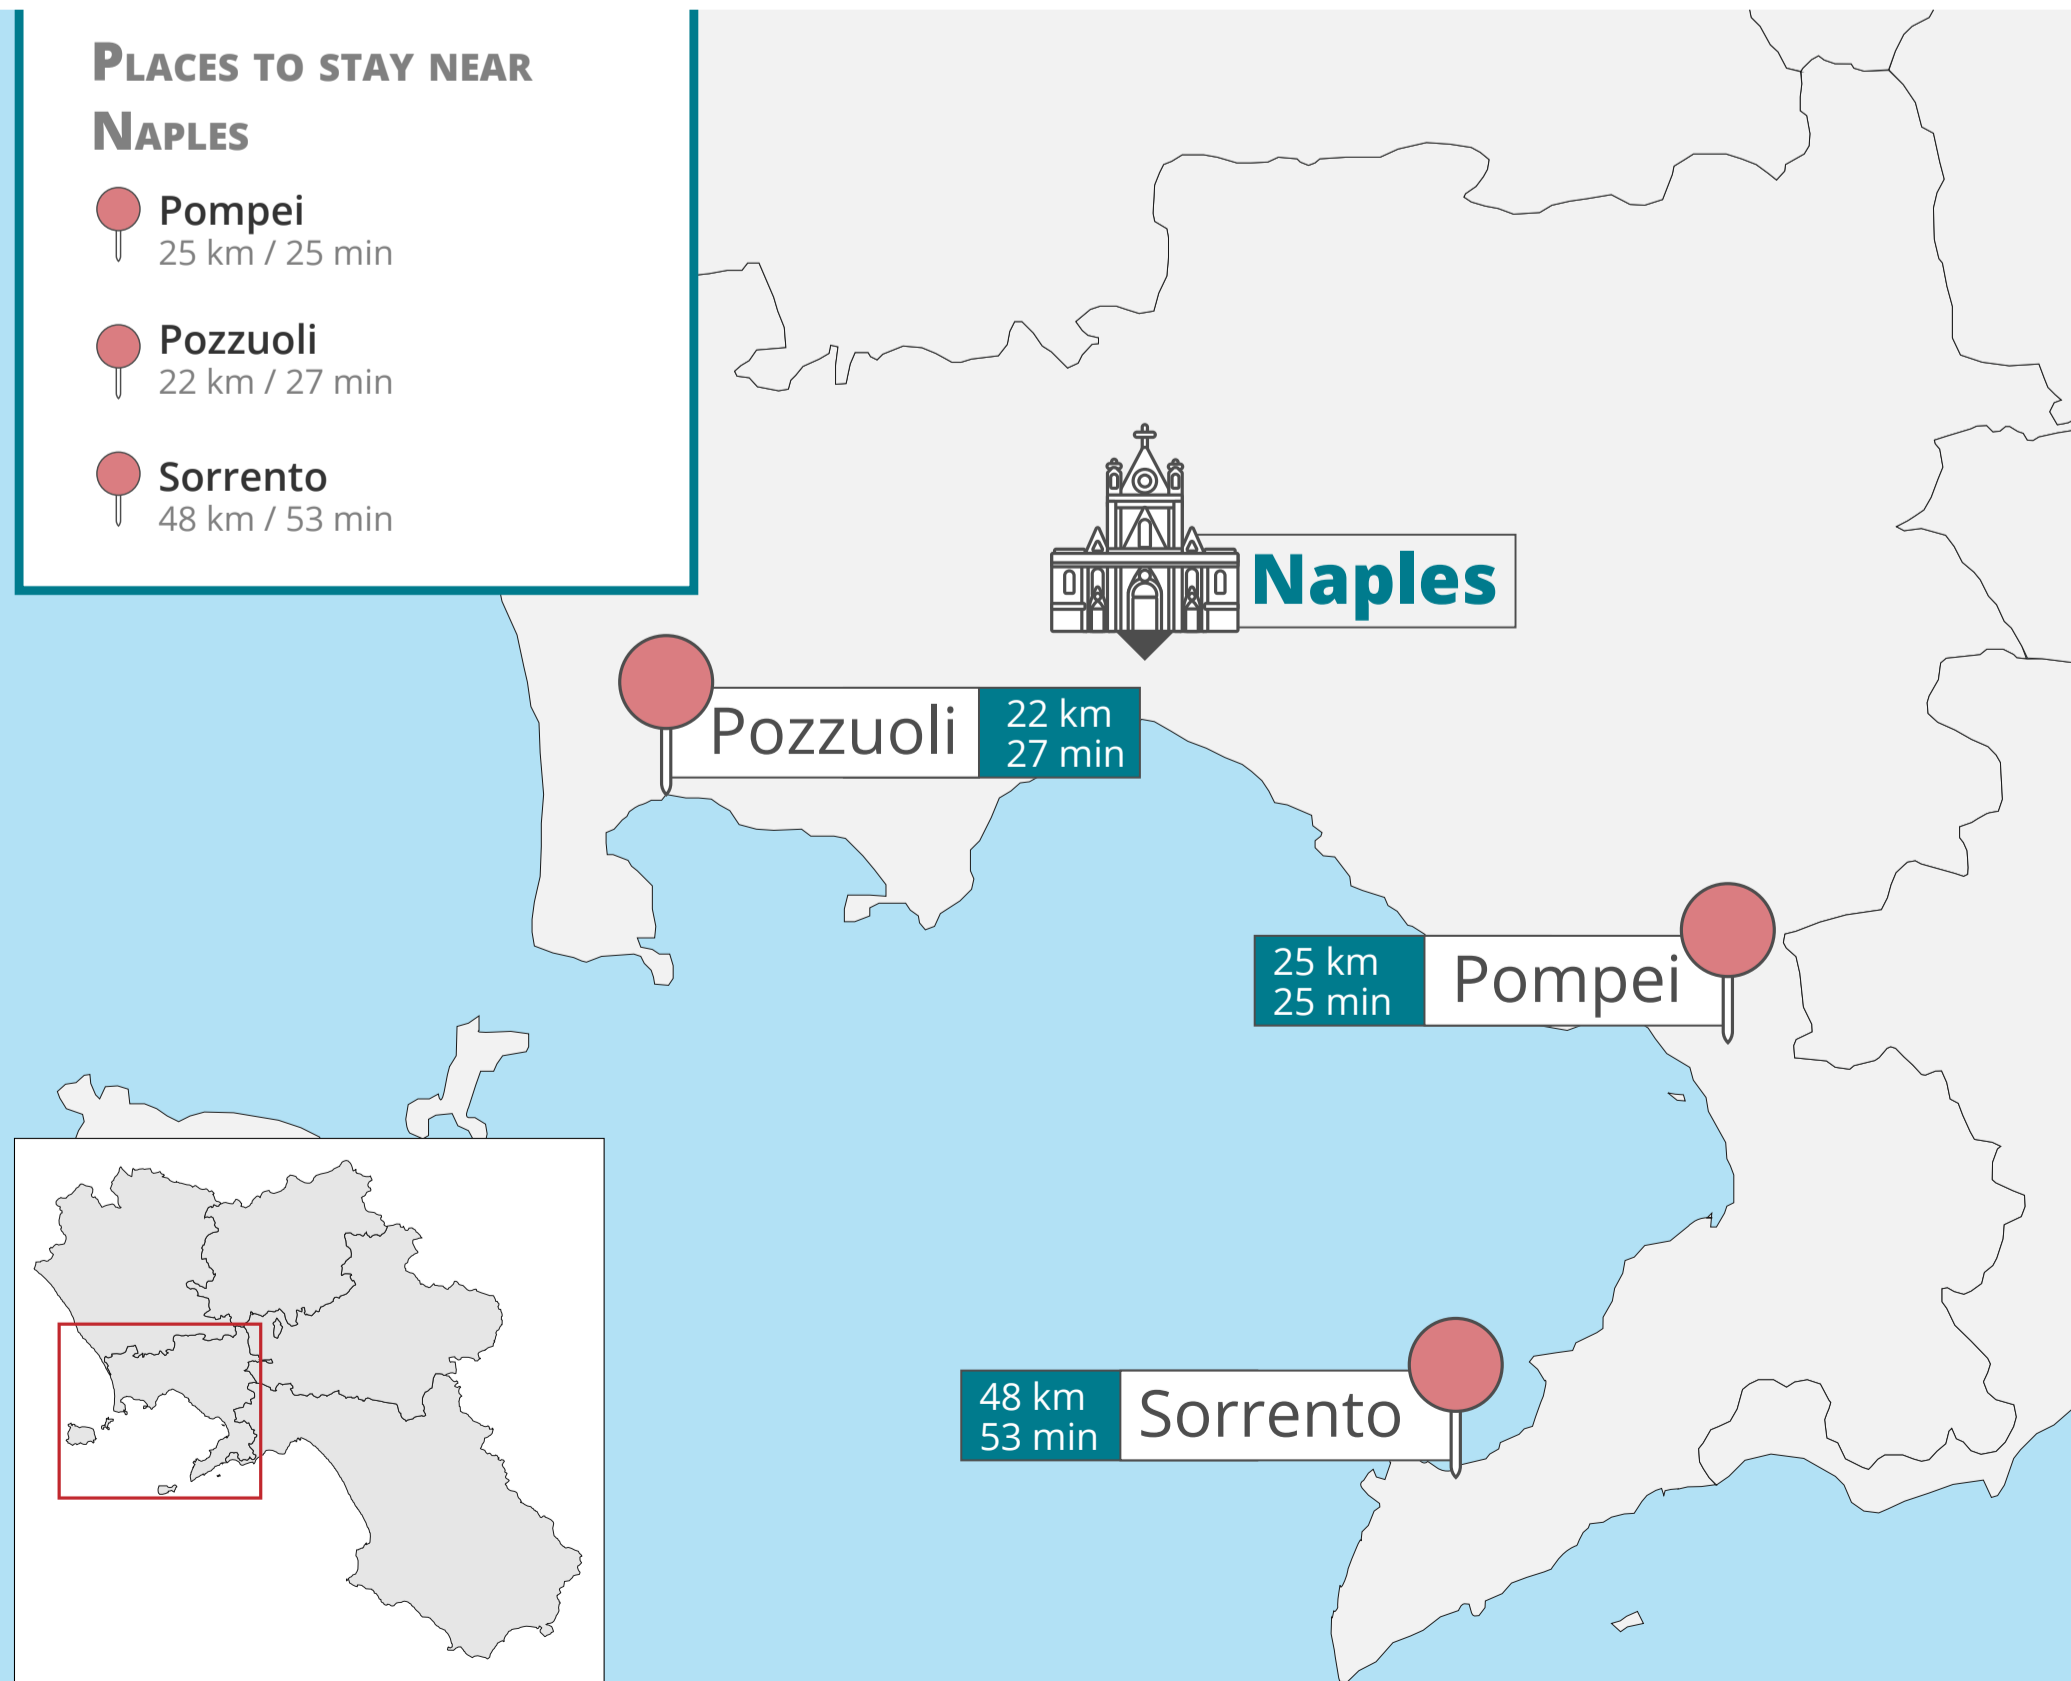 Places to stay near
Naples
Pompei
25 km / 25 min
Pozzuoli
22 km / 27 min
Sorrento
48 km / 53 min
Naples
Pozzuoli
22 km
27 min
25 km
25 min
Pompei
48 km
53 min
Sorrento